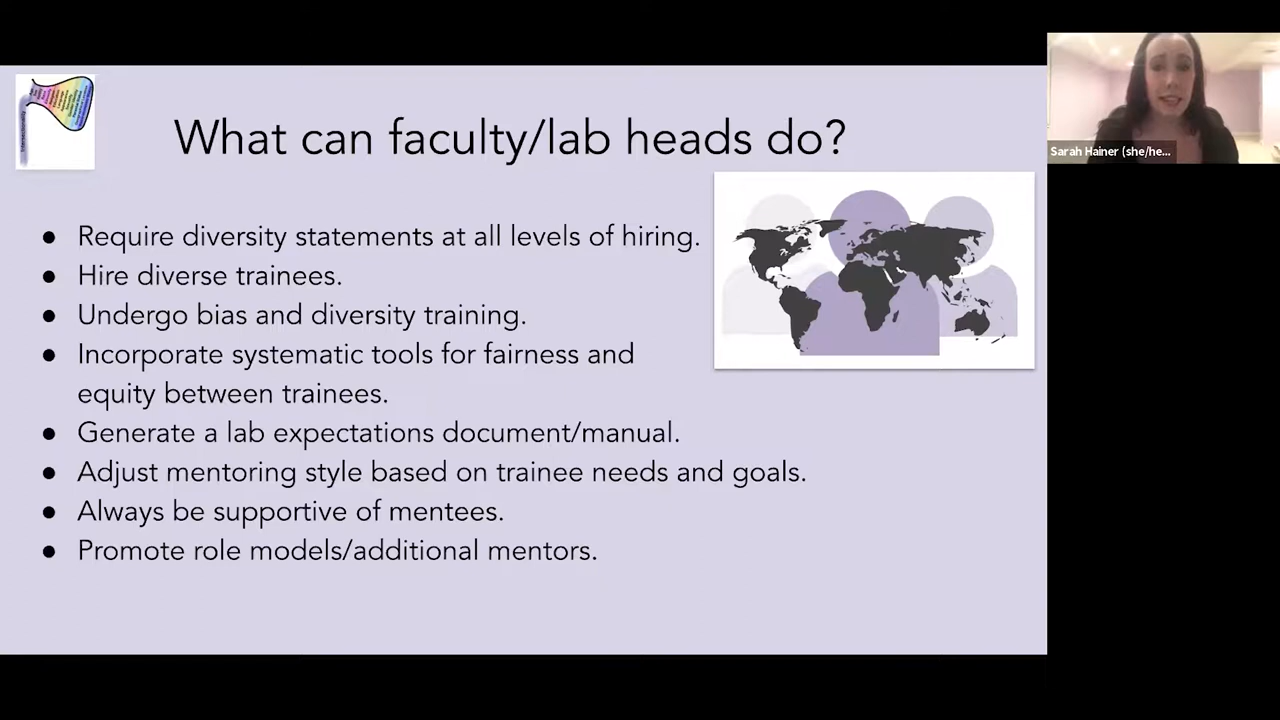 What can faculty/lab heads do?
● Require diversity statements at all levels of hiring.
● Hire diverse trainees.
● Undergo bias and diversity training.
● Incorporate systematic tools for fairness and
equity between trainees.
● Generate a lab expectations document/manual.
● Adjust mentoring style based on trainee needs and goals.
● Always be supportive of mentees.
● Promote role models/additional mentors.
Sarah Hainer (she/he...
Intersectionality